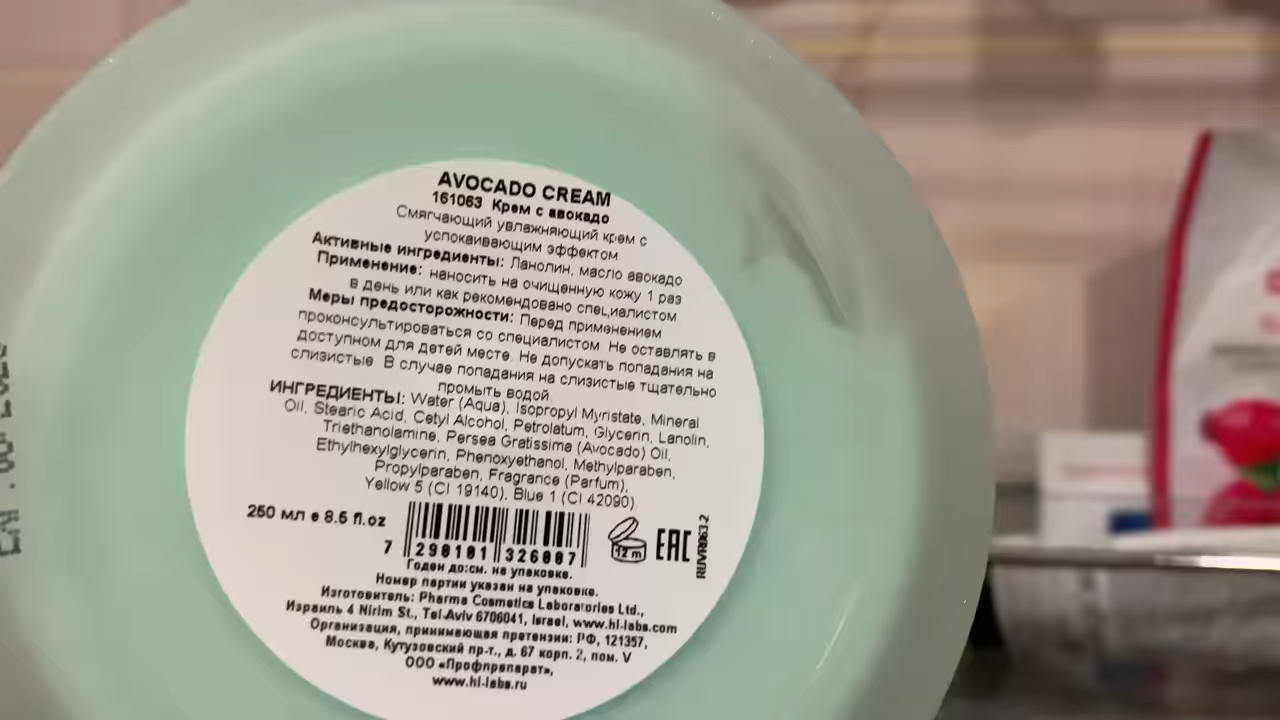 AVOCADO CREAM
161063 Крем с авокадо
Смягчающий увлажняющий крем с
успокаивающим эффектом
Активные ингредиенты: Ланолин, масло авокадо
Применение: наносить на очищенную кожу 1 раз
в день или как рекомендовано специалистом
Меры предосторожности: Перед применением
проконсультироваться со специалистом. Не оставлять в
доступном для детей месте. Не допускать попадания на
слизистые. В случае попадания на слизистые тщательно
промыть водой.
ИНГРЕДИЕНТЫ: Water (Aqua), Isopropyl Myristate, Mineral
Oil, Stearic Acid, Cetyl Alcohol, Petrolatum, Glycerin, Lanolin,
Triethanolamine, Persea Gratissima (Avocado) Oil,
Ethylhexylglycerin, Phenoxyethanol, Methylparaben,
Propylparaben, Fragrance (Parfum),
Yellow 5 (CI 19140), Blue 1 (CI 42090)
250 мл e 8.5 fl.oz
7 290101 326007
12 m
EAC
RUVR063.2
Годен до:см. на упаковке.
Номер партии указан на упаковке.
Изготовитель: Pharma Cosmetics Laboratories Ltd.,
Израиль 4 Nirim St., Tel-Aviv 6706041, Israel, www.hl-labs.com
Организация, принимающая претензии: РФ, 121357,
Москва, Кутузовский пр-т., д. 67 корп. 2, пом. V
ООО «Профпрепарат»,
www.hl-labs.ru